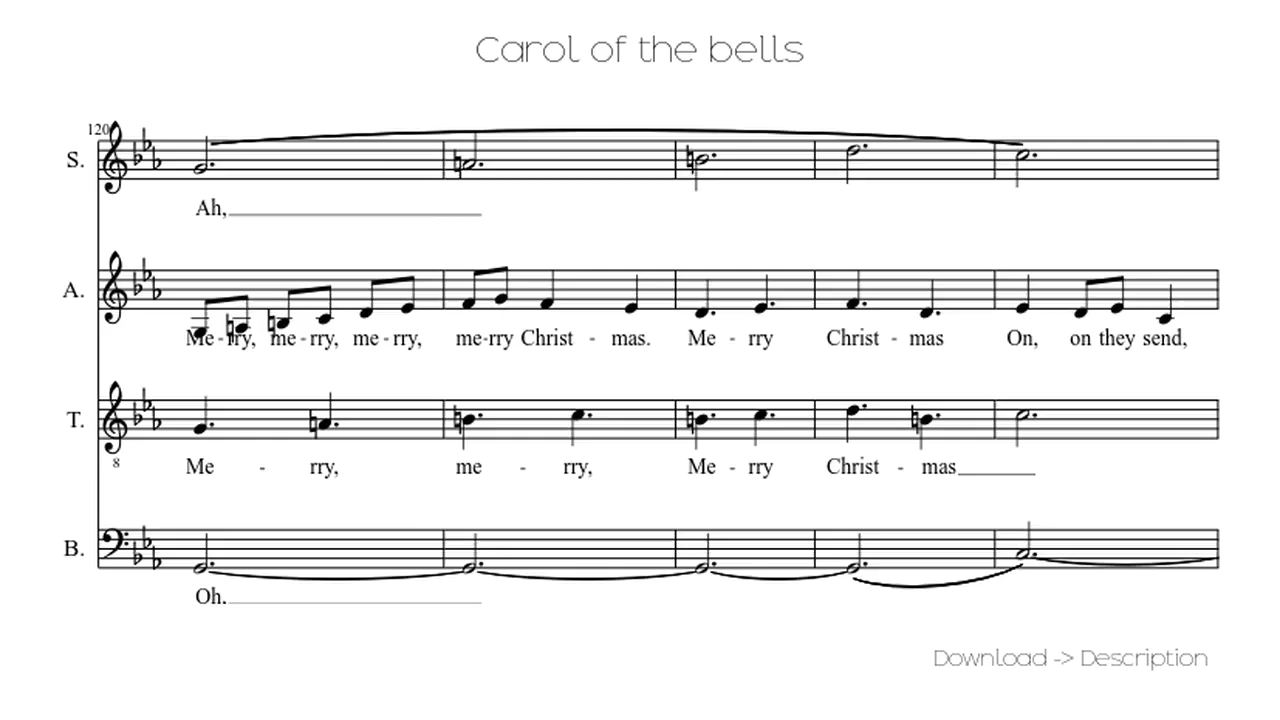 Carol of the bells
120
S.
Ah,
A.
Me - rry, me - rry, me - rry, me-rry Christ - mas. Me - rry Christ - mas On, on they send,
T.
8
Me - rry, me - rry, Me - rry Christ - mas
B.
Oh.
Download -> Description